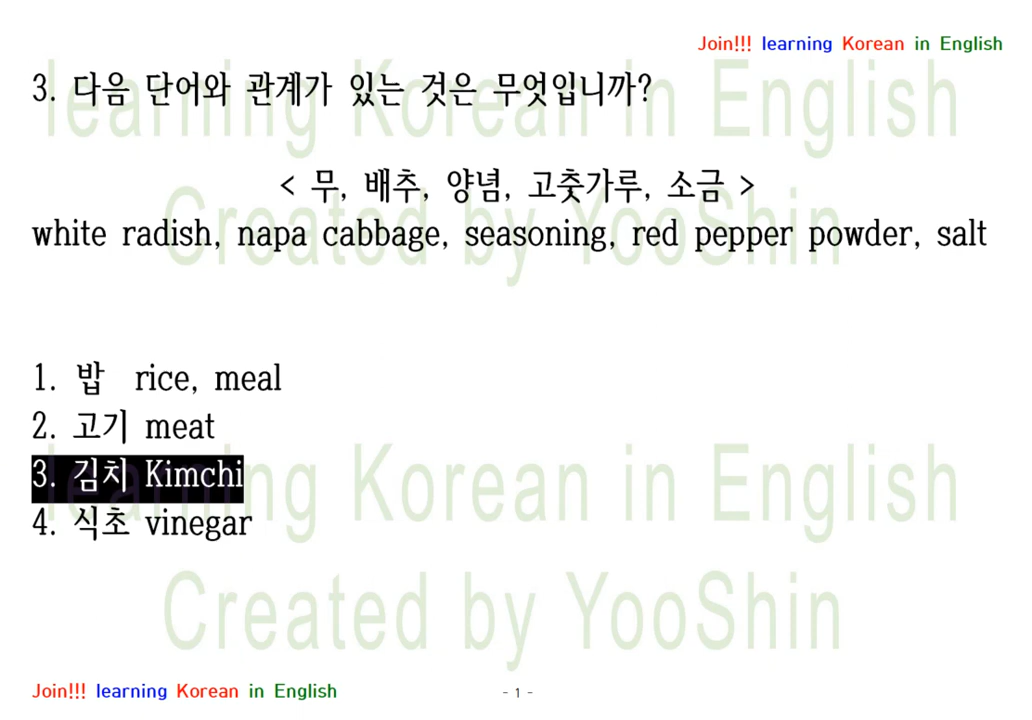 Join!!! learning Korean in English
3. 다음 단어와 관계가 있는 것은 무엇입니까?
< 무, 배추, 양념, 고춧가루, 소금 >
white radish, napa cabbage, seasoning, red pepper powder, salt
1. 밥 rice, meal
2. 고기 meat
3. 김치 Kimchi
4. 식초 vinegar
learning Korean in English
Created by YooShin
learning Korean in English
Created by YooShin
Join!!! learning Korean in English
- 1 -